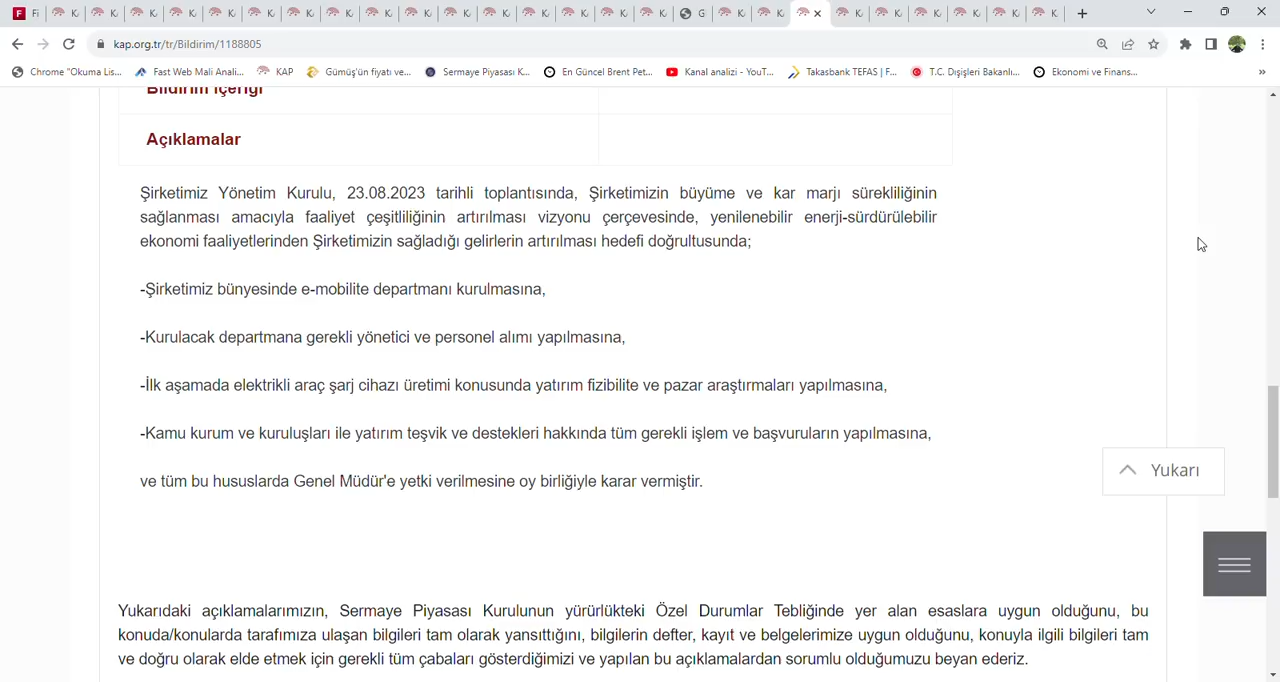 Fi K K K K K K K K K K K K K K K K G K K K K K K K K K
kap.org.tr/tr/Bildirim/1188805
Chrome "Okuma Lis... Fast Web Mali Anali... KAP Gümüş'ün fiyatı ve... Sermaye Piyasası K... En Güncel Brent Pet... Kanal analizi - YouT... Takasbank TEFAS | F... T.C. Dışişleri Bakanlı... Ekonomi ve Finans... »
Bildirim İçeriği
Açıklamalar
Şirketimiz Yönetim Kurulu, 23.08.2023 tarihli toplantısında, Şirketimizin büyüme ve kar marjı sürekliliğinin
sağlanması amacıyla faaliyet çeşitliliğinin artırılması vizyonu çerçevesinde, yenilenebilir enerji-sürdürülebilir
ekonomi faaliyetlerinden Şirketimizin sağladığı gelirlerin artırılması hedefi doğrultusunda;
-Şirketimiz bünyesinde e-mobilite departmanı kurulmasına,
-Kurulacak departmana gerekli yönetici ve personel alımı yapılmasına,
-İlk aşamada elektrikli araç şarj cihazı üretimi konusunda yatırım fizibilite ve pazar araştırmaları yapılmasına,
-Kamu kurum ve kuruluşları ile yatırım teşvik ve destekleri hakkında tüm gerekli işlem ve başvuruların yapılmasına,
Yukarı
ve tüm bu hususlarda Genel Müdür'e yetki verilmesine oy birliğiyle karar vermiştir.
Yukarıdaki açıklamalarımızın, Sermaye Piyasası Kurulunun yürürlükteki Özel Durumlar Tebliğinde yer alan esaslara uygun olduğunu, bu
konuda/konularda tarafımıza ulaşan bilgileri tam olarak yansıttığını, bilgilerin defter, kayıt ve belgelerimize uygun olduğunu, konuyla ilgili bilgileri tam
ve doğru olarak elde etmek için gerekli tüm çabaları gösterdiğimizi ve yapılan bu açıklamalardan sorumlu olduğumuzu beyan ederiz.